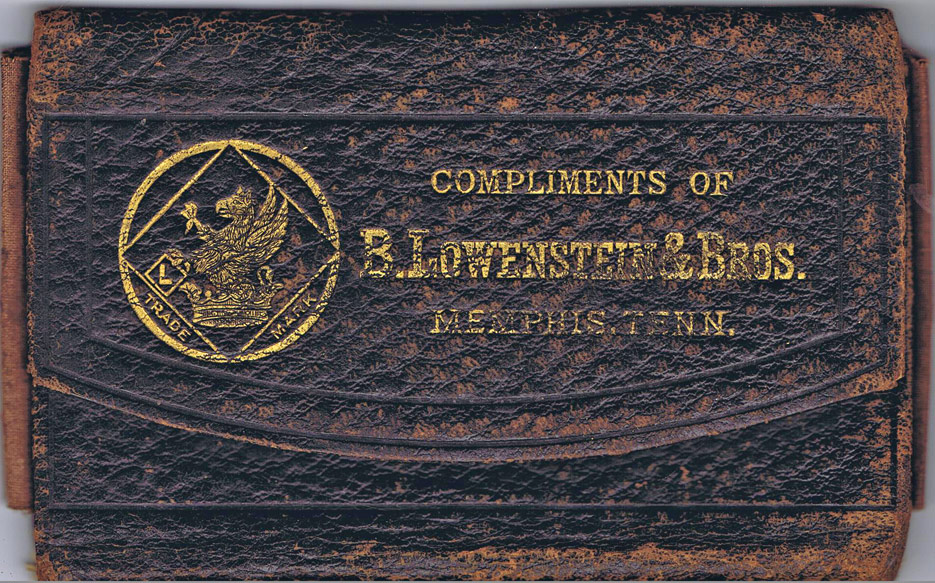 COMPLIMENTS OF
B. LOWENSTEIN & BROS.
MEMPHIS, TENN.
L
TRADE MARK